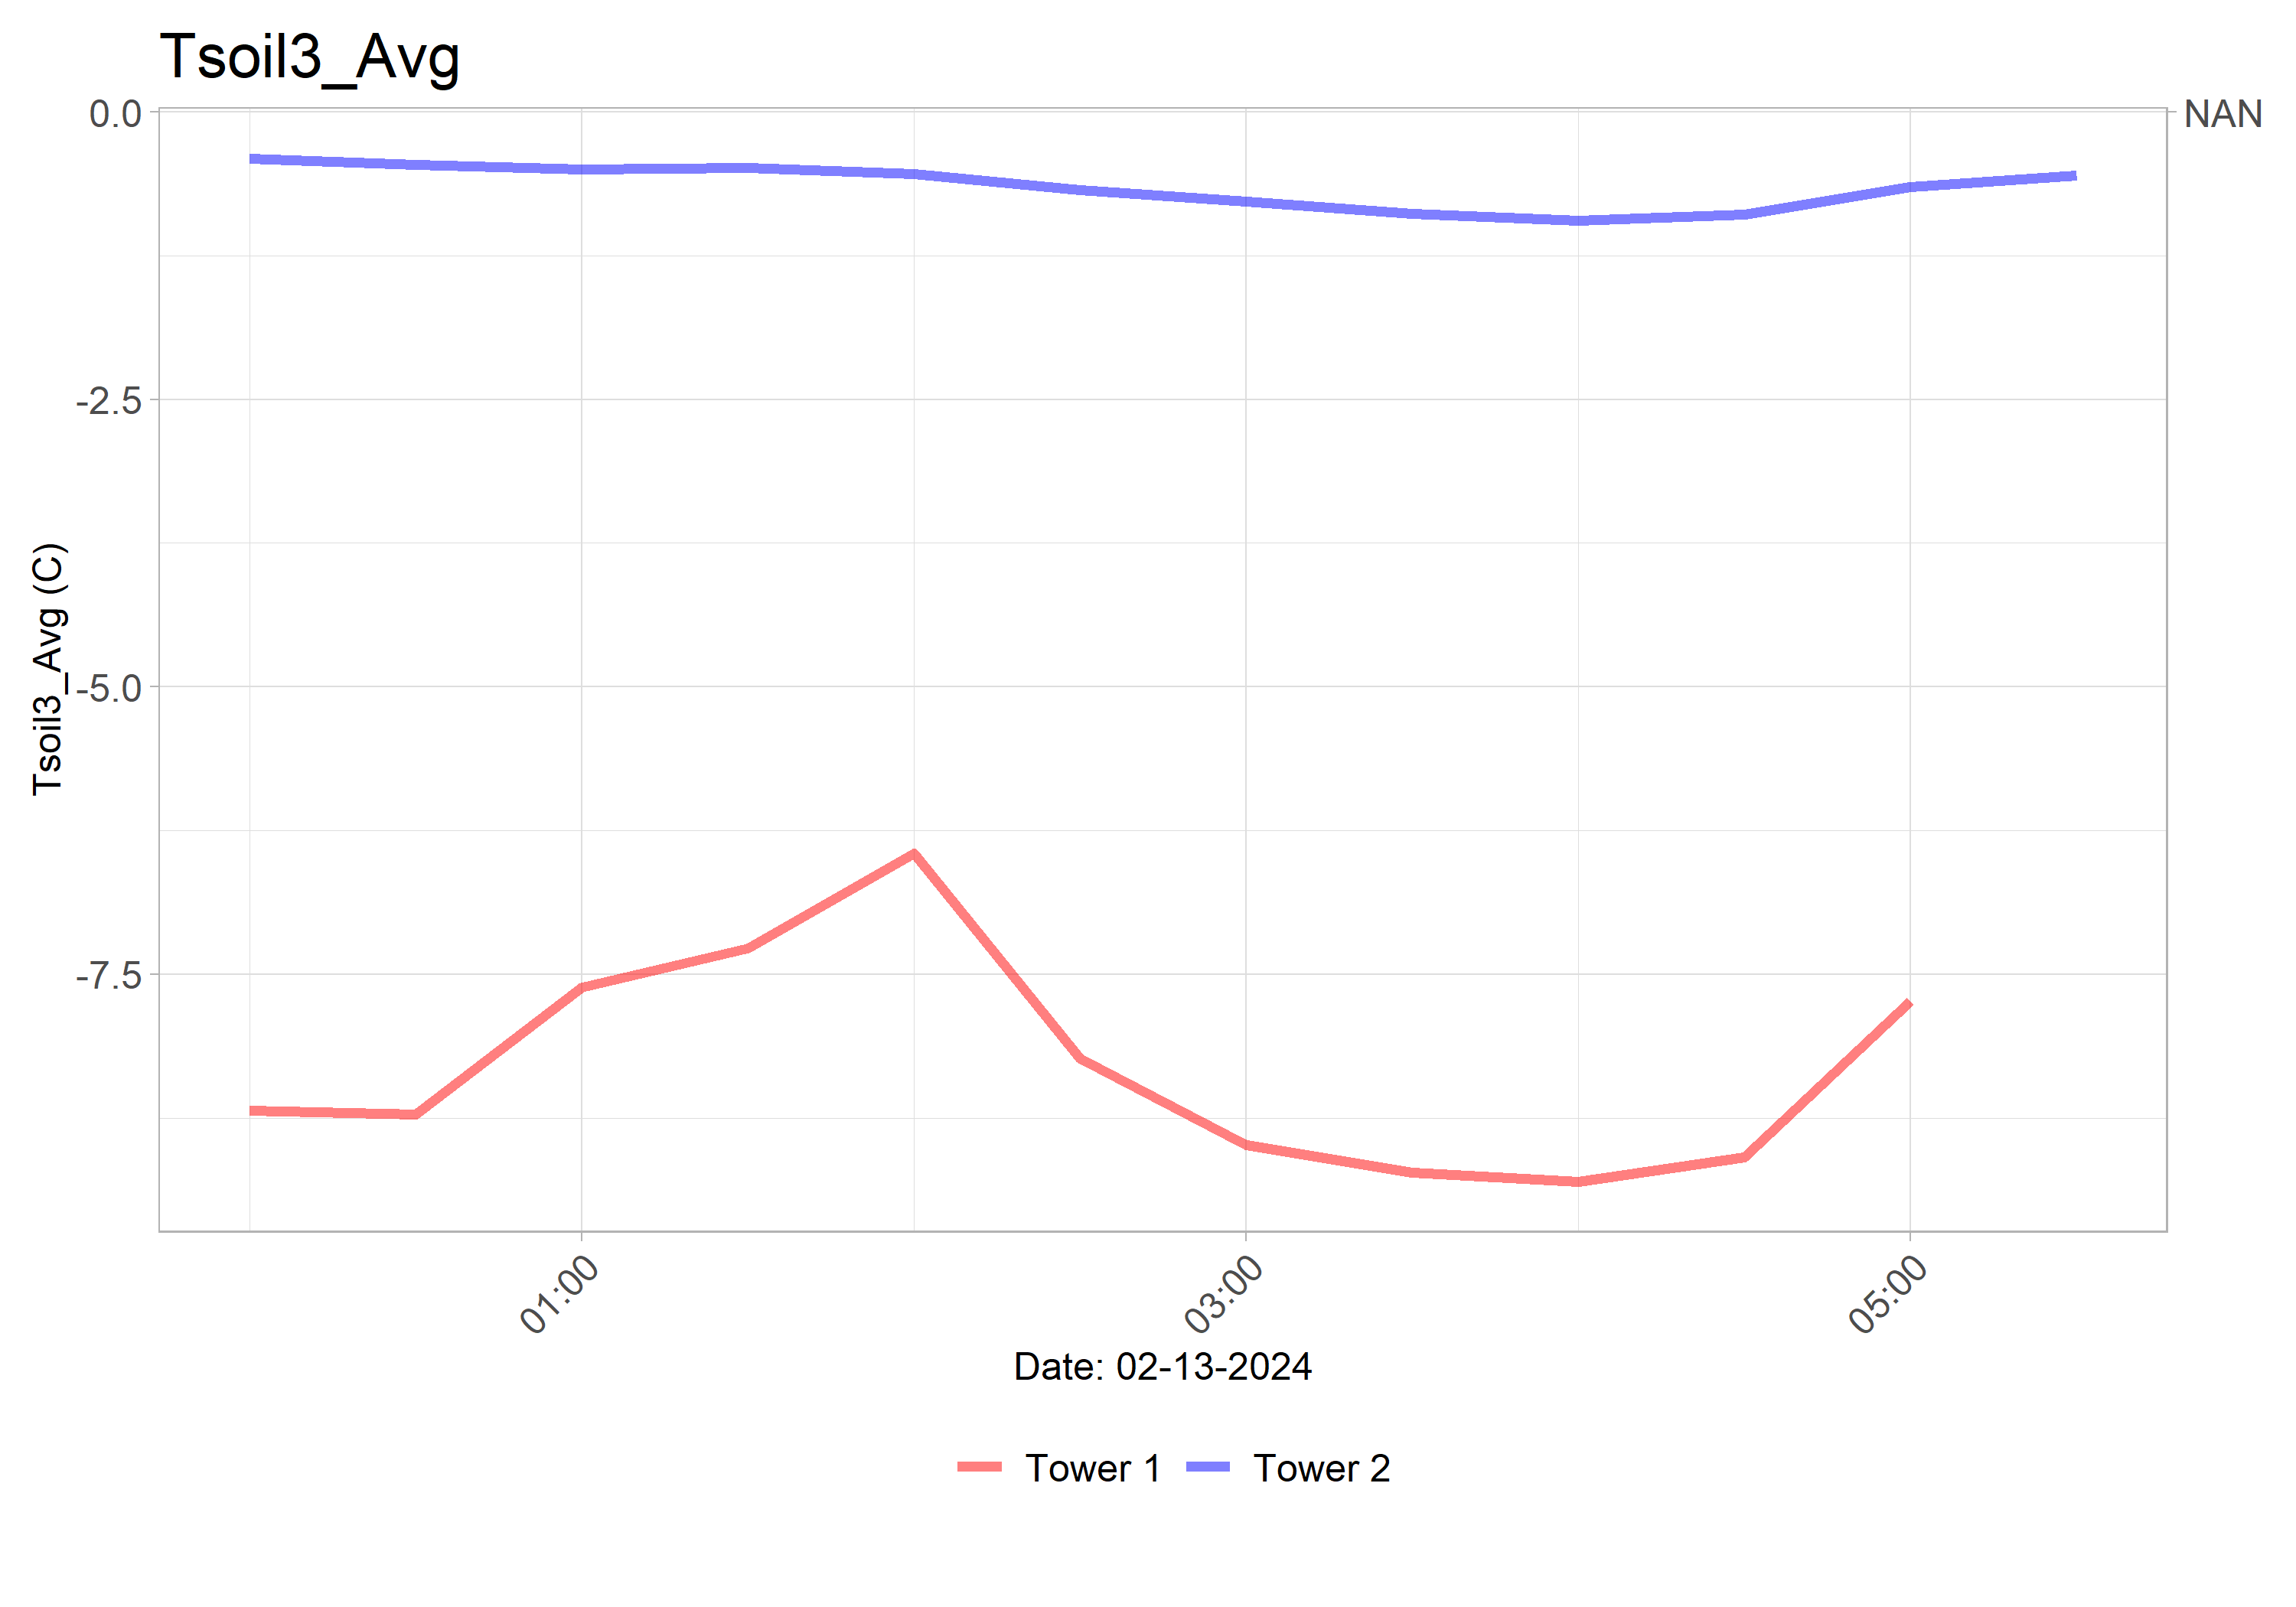 Tsoil3_Avg
0.0
NAN
-2.5
-5.0
-7.5
Tsoil3_Avg (C)
01:00
03:00
05:00
Date: 02-13-2024
Tower 1
Tower 2